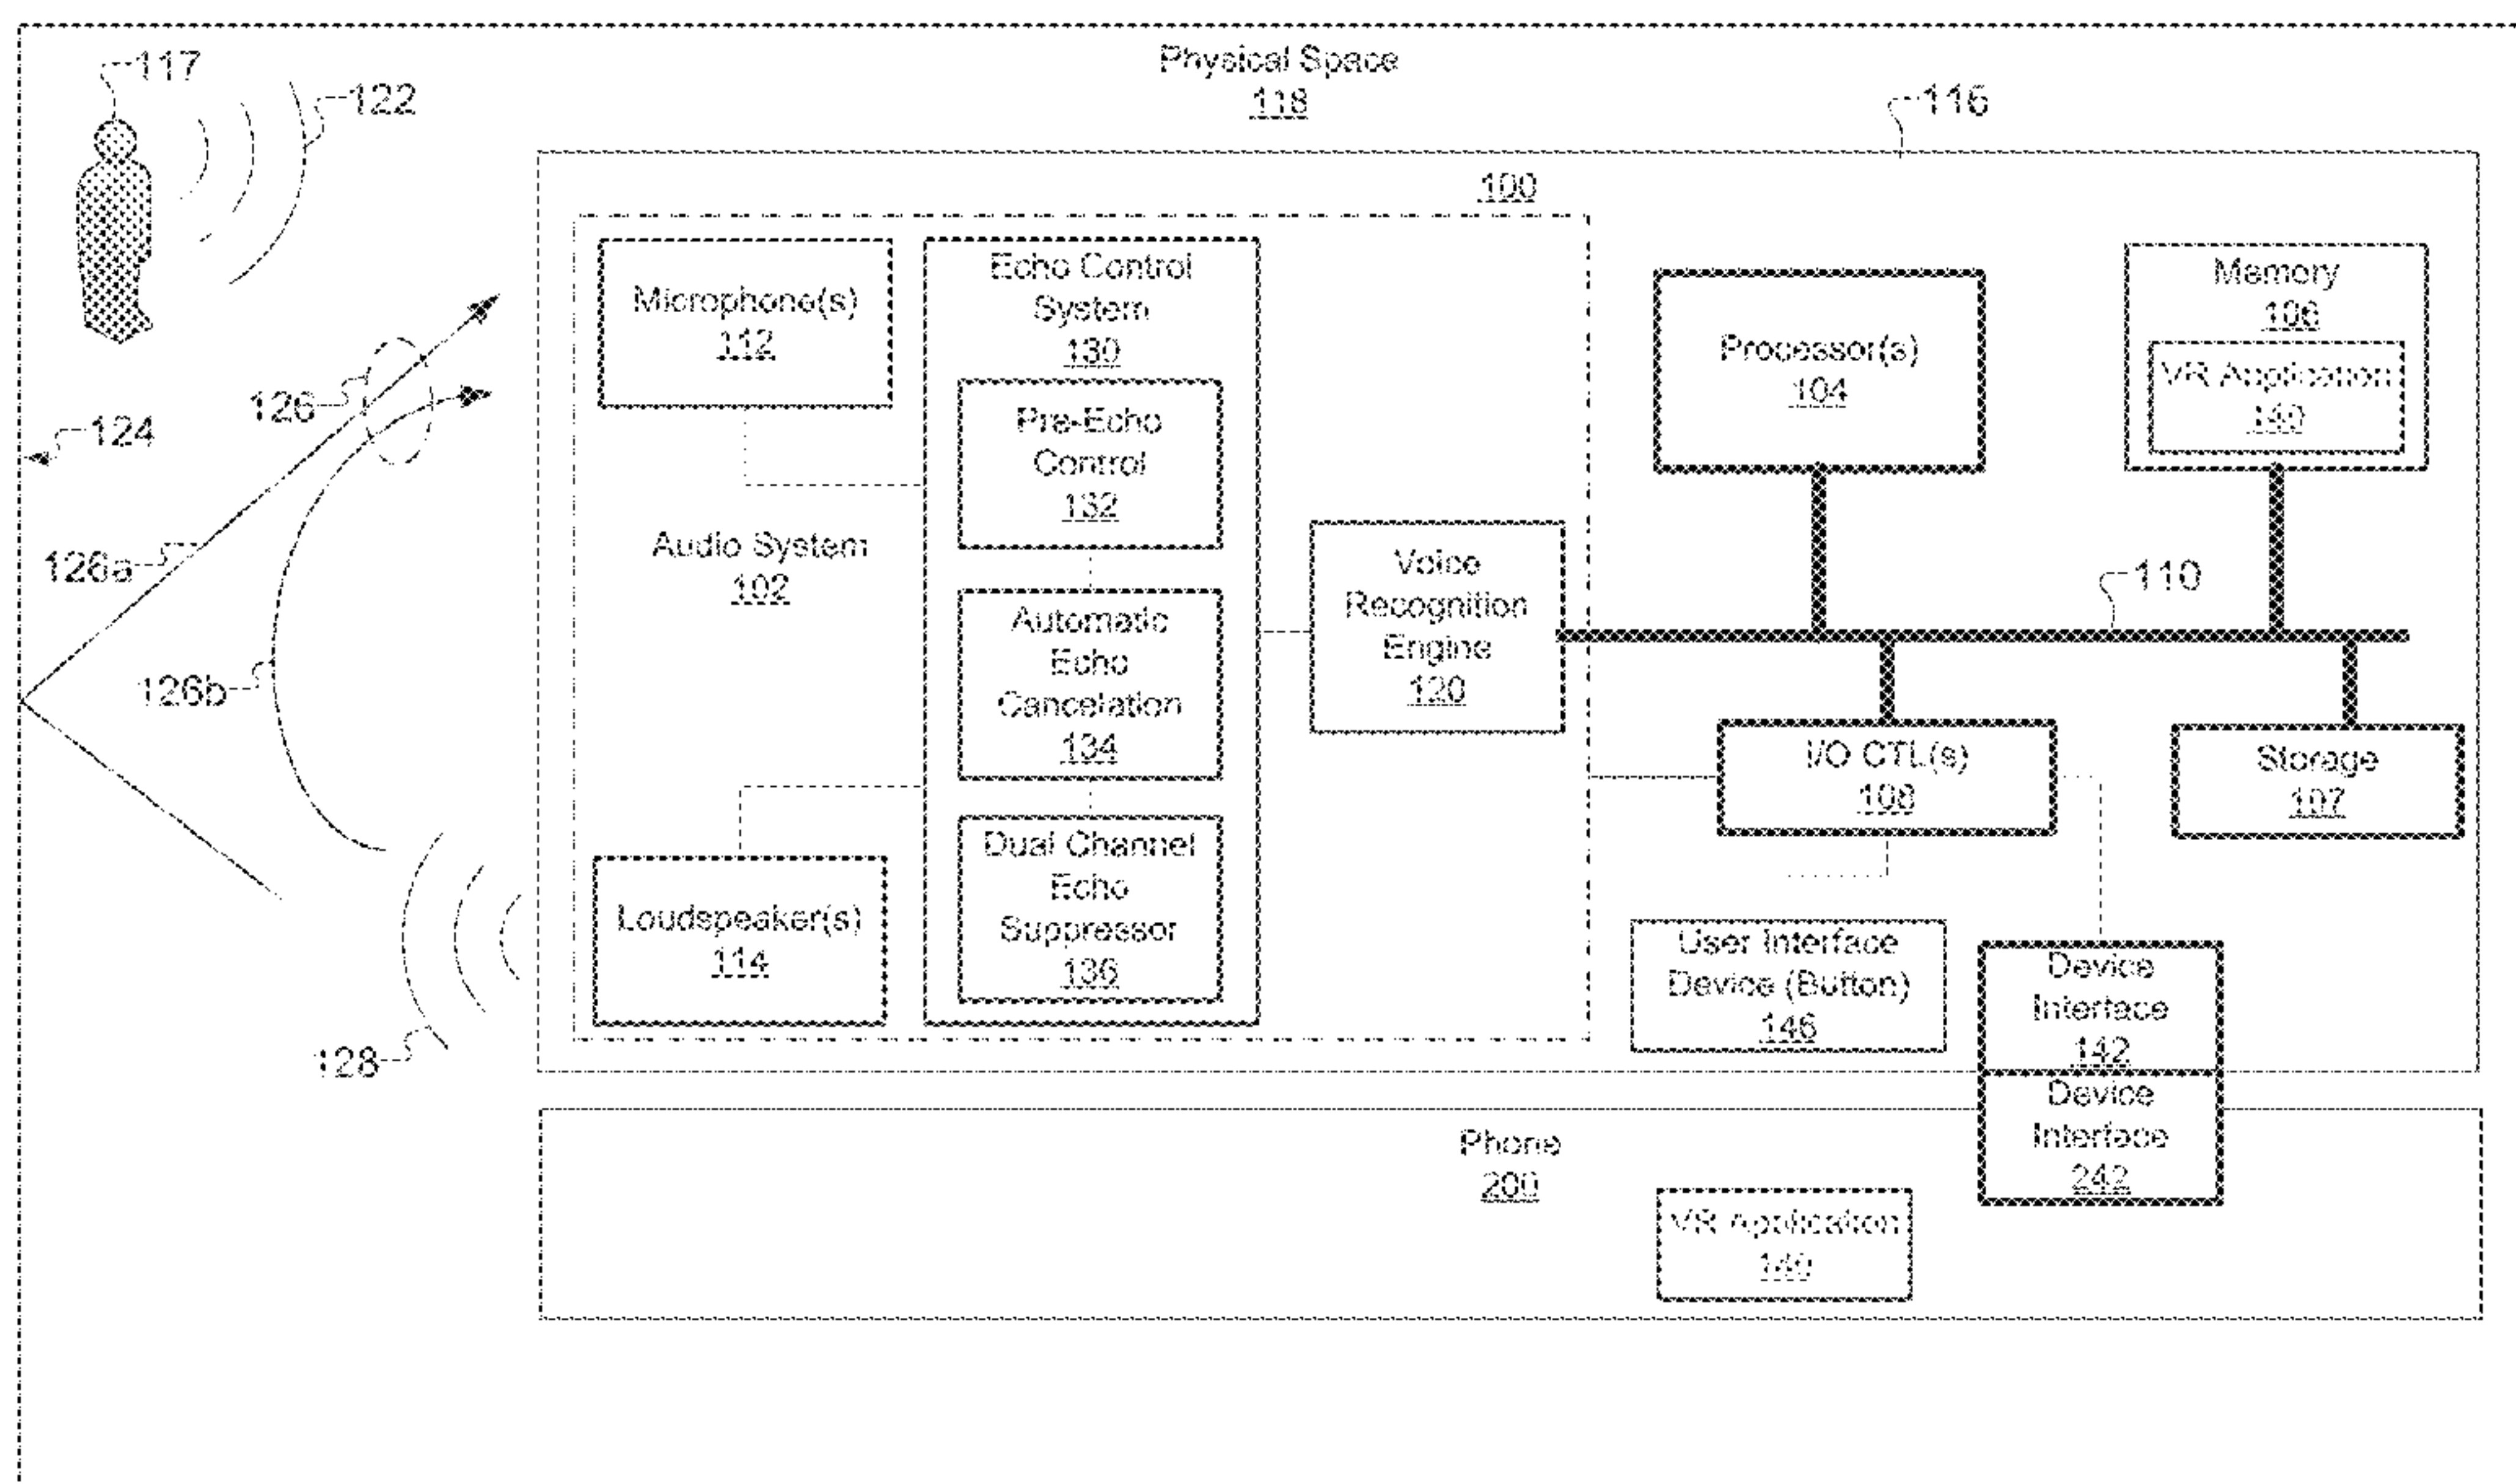 Physical Space
118
117
122
116
100
Microphone(s)
112
Echo Control
System
130
Pre-Echo
Control
132
Automatic
Echo
Cancelation
134
Dual Channel
Echo
Suppressor
136
Audio System
102
Loudspeaker(s)
114
Voice
Recognition
Engine
120
Processor(s)
104
Memory
106
VR Application
140
110
I/O CTL(s)
108
Storage
107
User Interface
Device (Button)
146
Device
Interface
142
Device
Interface
242
Phone
200
VR Application
140
126
124
126a
126b
128